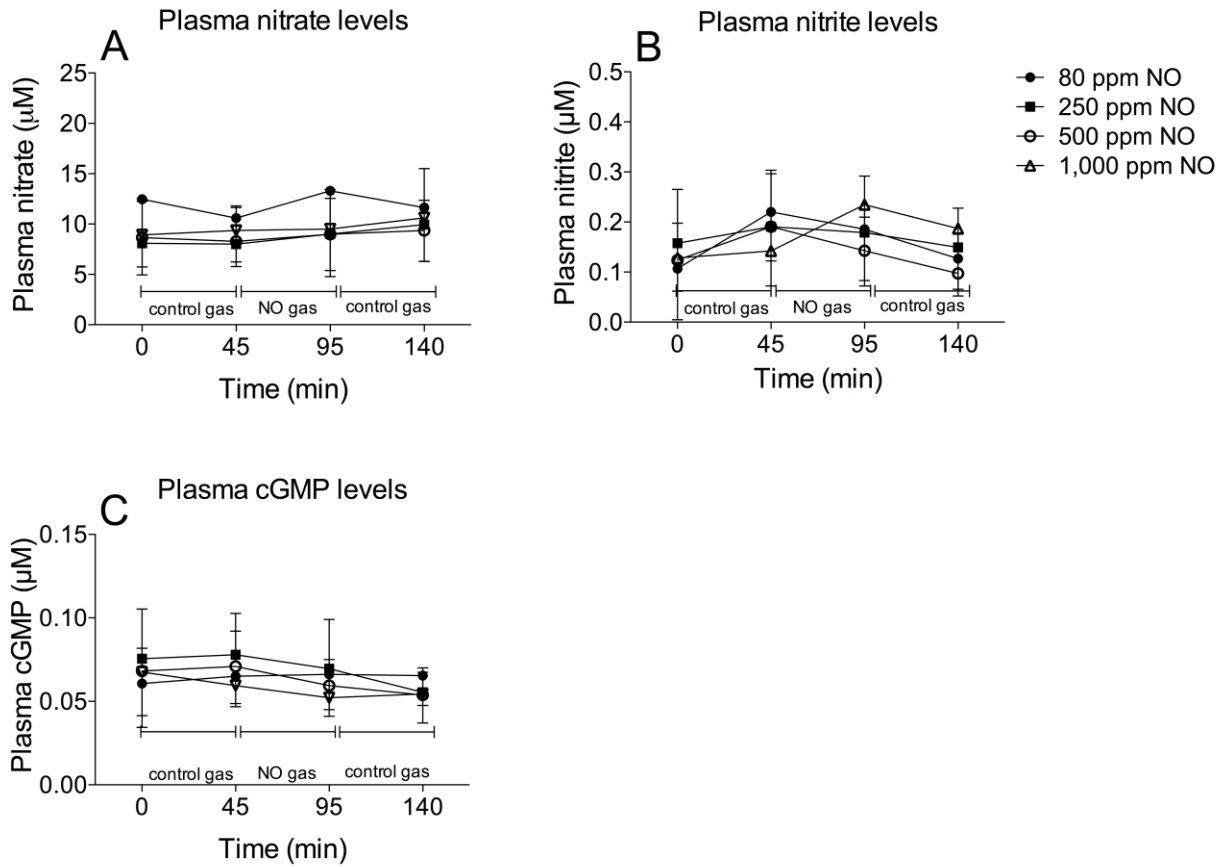 Plasma nitrate levels
A
Plasma nitrate (μM)
25
20
15
10
5
0
control gas NO gas control gas
0 45 95 140
Time (min)
Plasma nitrite levels
B
Plasma nitrite (μM)
0.5
0.4
0.3
0.2
0.1
0.0
control gas NO gas control gas
0 45 95 140
Time (min)
80 ppm NO
250 ppm NO
500 ppm NO
1,000 ppm NO
Plasma cGMP levels
C
Plasma cGMP (μM)
0.15
0.10
0.05
0.00
control gas NO gas control gas
0 45 95 140
Time (min)